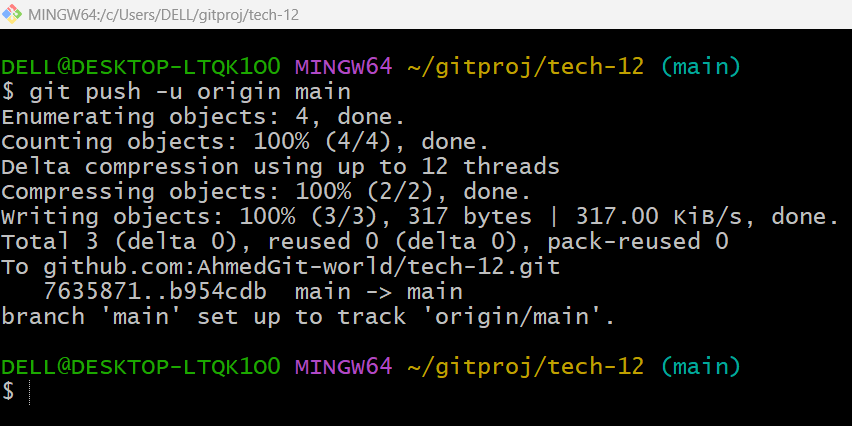 MINGW64:/c/Users/DELL/gitproj/tech-12
DELL@DESKTOP-LTQK1O0 MINGW64 ~/gitproj/tech-12 (main)
$ git push -u origin main
Enumerating objects: 4, done.
Counting objects: 100% (4/4), done.
Delta compression using up to 12 threads
Compressing objects: 100% (2/2), done.
Writing objects: 100% (3/3), 317 bytes | 317.00 KiB/s, done.
Total 3 (delta 0), reused 0 (delta 0), pack-reused 0
To github.com:AhmedGit-world/tech-12.git
   7635871..b954cdb  main -> main
branch 'main' set up to track 'origin/main'.
DELL@DESKTOP-LTQK1O0 MINGW64 ~/gitproj/tech-12 (main)
$